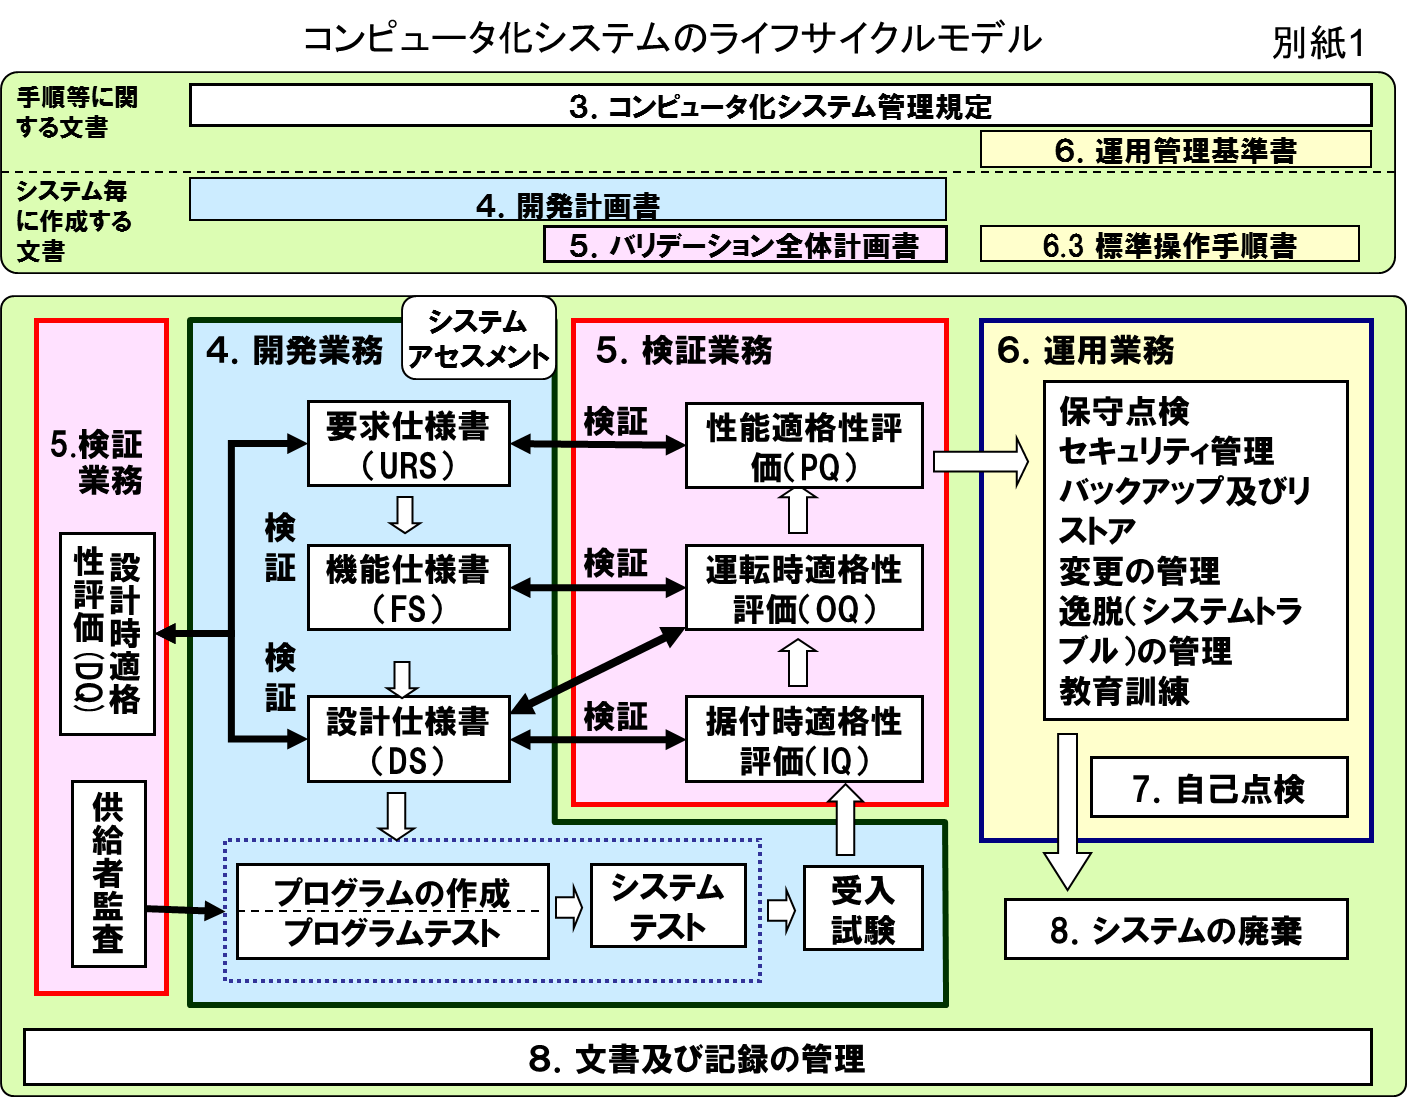 コンピュータ化システムのライフサイクルモデル
別紙1
手順等に関
する文書
3. コンピュータ化システム管理規定
6. 運用管理基準書
システム毎
に作成する
文書
4. 開発計画書
5. バリデーション全体計画書
6.3 標準操作手順書
5.検証
業務
設計時適格
性評価(DQ)
供給者監査
4. 開発業務
システム
アセスメント
要求仕様書
(URS)
検証
機能仕様書
(FS)
検証
設計仕様書
(DS)
プログラムの作成
プログラムテスト
システム
テスト
受入
試験
5. 検証業務
検証
性能適格性評
価(PQ)
検証
運転時適格性
評価(OQ)
検証
据付時適格性
評価(IQ)
6. 運用業務
保守点検
セキュリティ管理
バックアップ及びリ
ストア
変更の管理
逸脱(システムトラ
ブル)の管理
教育訓練
7. 自己点検
8. システムの廃棄
8. 文書及び記録の管理